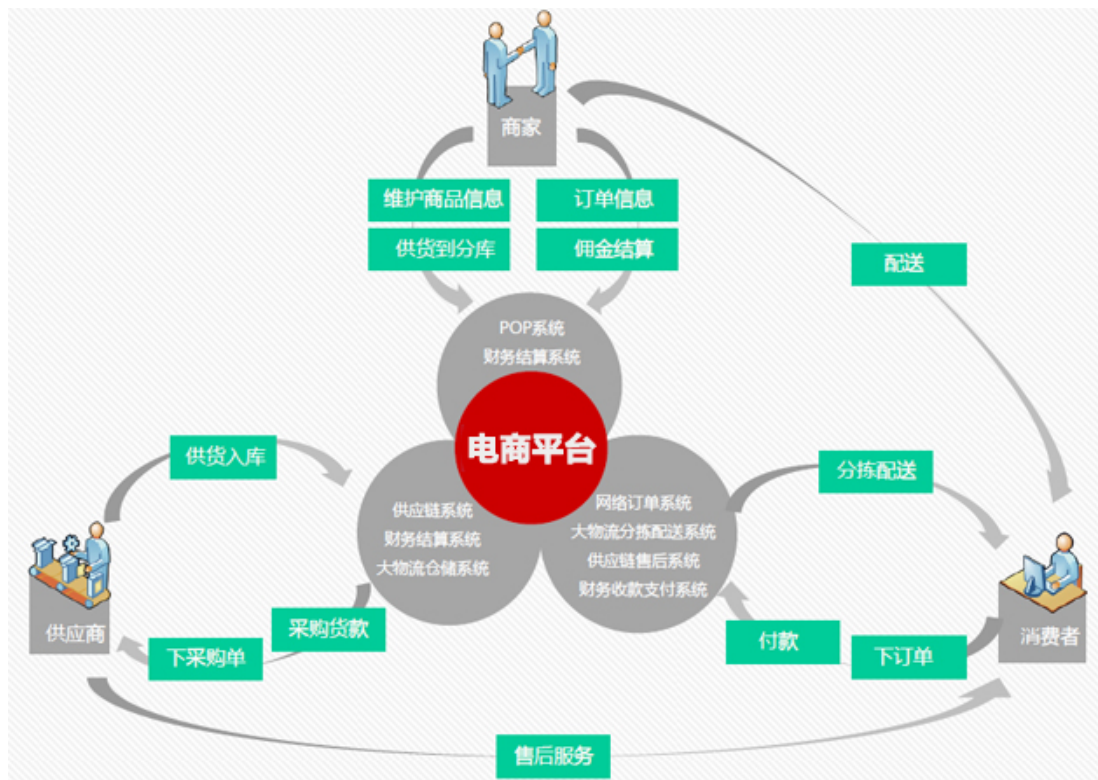 商家
维护商品信息
订单信息
供货到分库
佣金结算
配送
POP系统
财务结算系统
电商平台
供货入库
分拣配送
供应链系统
财务结算系统
大物流仓储系统
网络订单系统
大物流分拣配送系统
供应链售后系统
财务收款支付系统
供应商
采购货款
下采购单
付款
下订单
消费者
售后服务